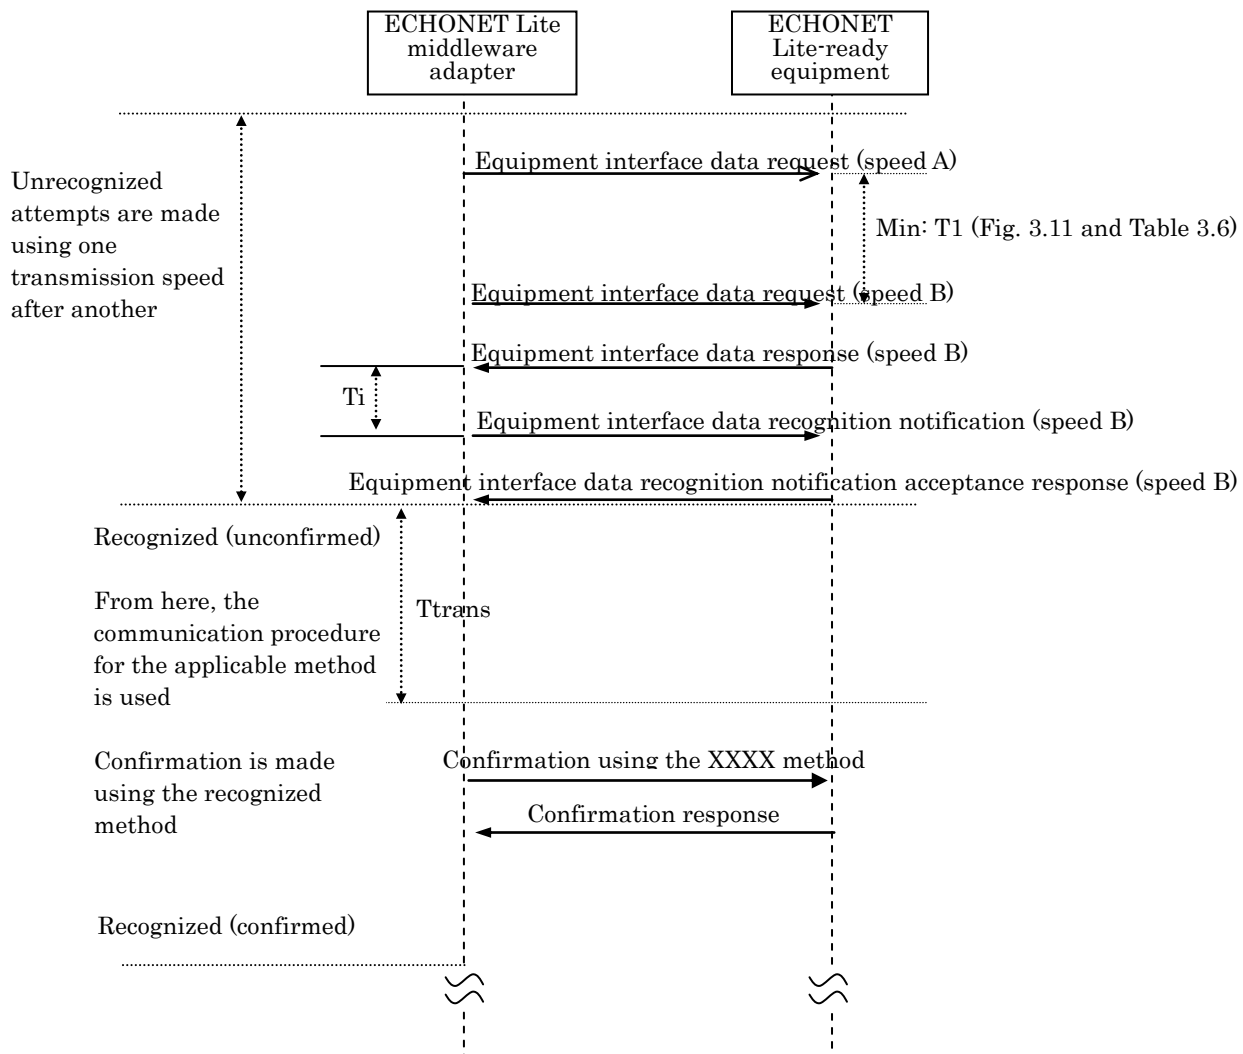 ECHONET Lite
middleware
adapter
ECHONET
Lite-ready
equipment
Equipment interface data request (speed A)
Unrecognized
attempts are made
using one
transmission speed
after another
Min: T1 (Fig. 3.11 and Table 3.6)
Equipment interface data request (speed B)
Equipment interface data response (speed B)
Ti
Equipment interface data recognition notification (speed B)
Equipment interface data recognition notification acceptance response (speed B)
Recognized (unconfirmed)
From here, the
communication procedure
for the applicable method
is used
Ttrans
Confirmation is made
using the recognized
method
Confirmation using the XXXX method
Confirmation response
Recognized (confirmed)